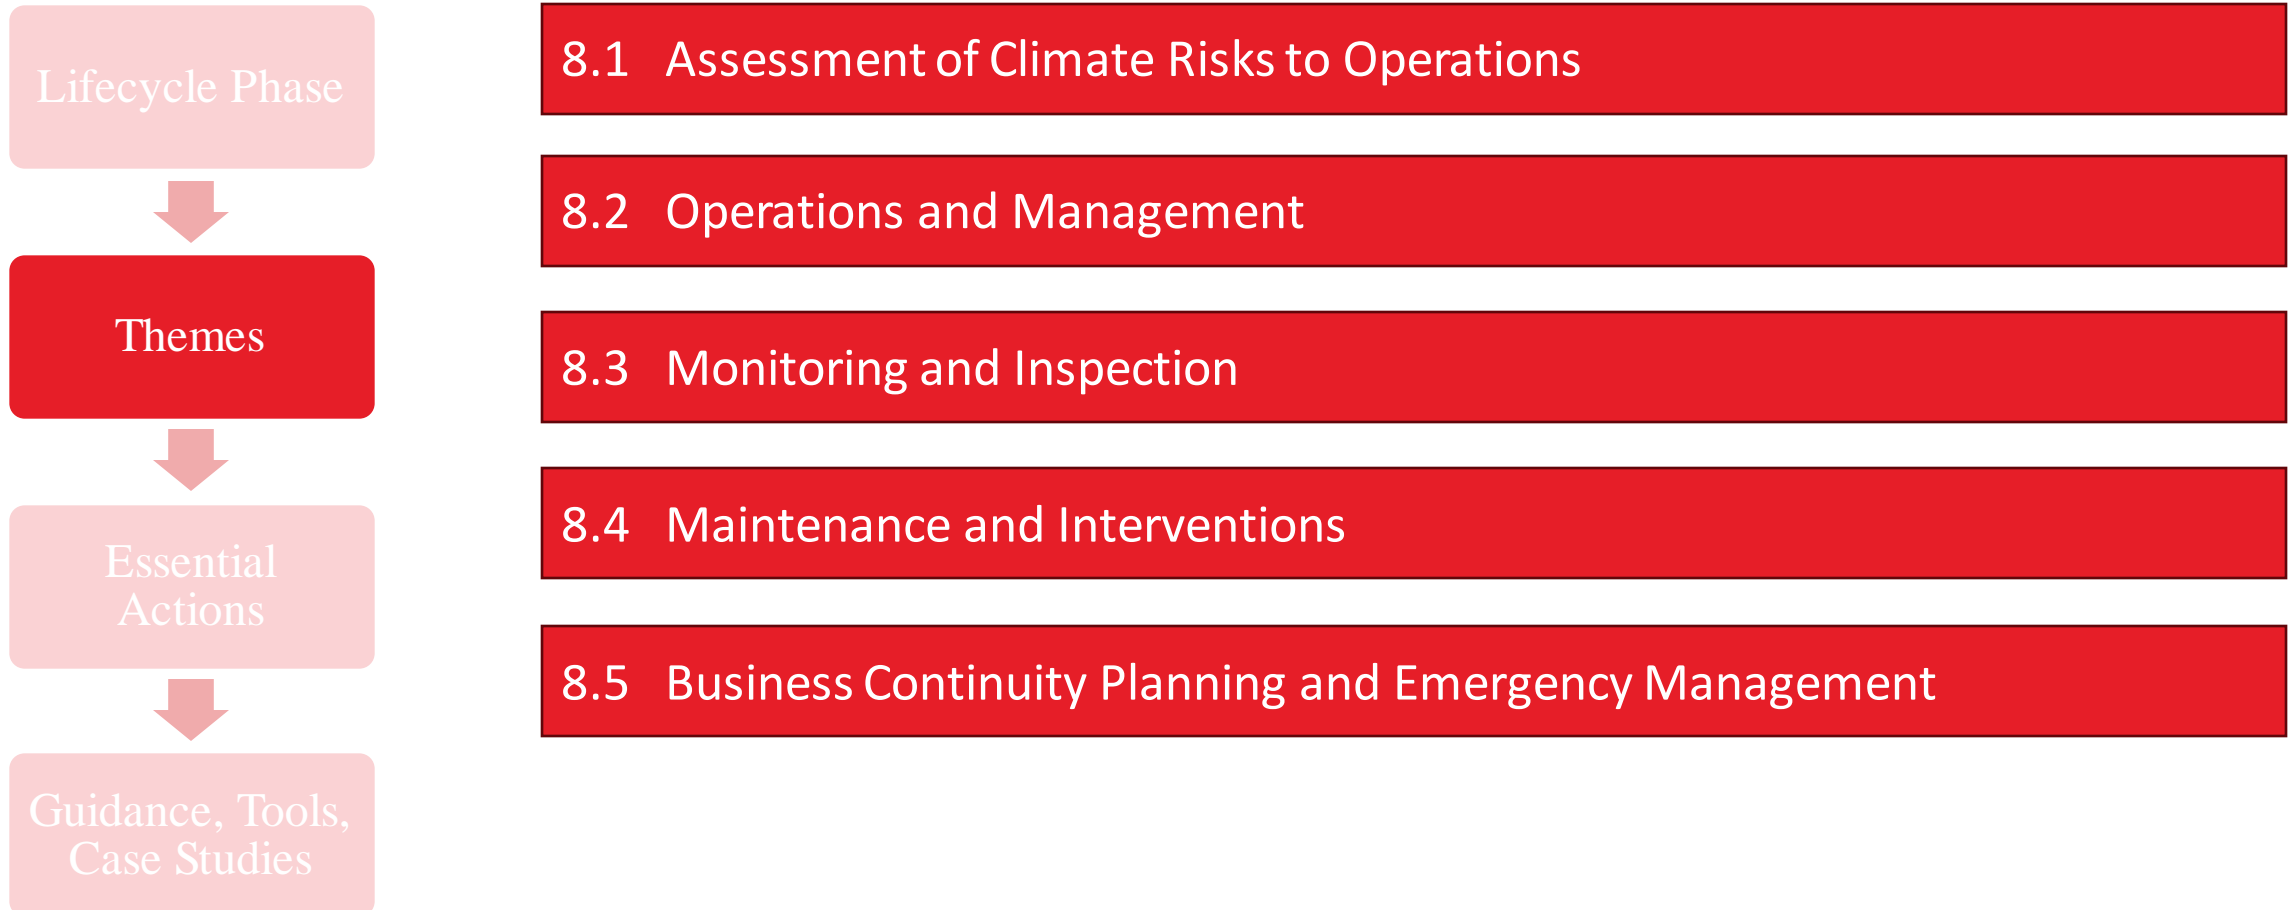 Lifecycle Phase
Themes
Essential
Actions
Guidance, Tools,
Case Studies
8.1 Assessment of Climate Risks to Operations
8.2 Operations and Management
8.3 Monitoring and Inspection
8.4 Maintenance and Interventions
8.5 Business Continuity Planning and Emergency Management